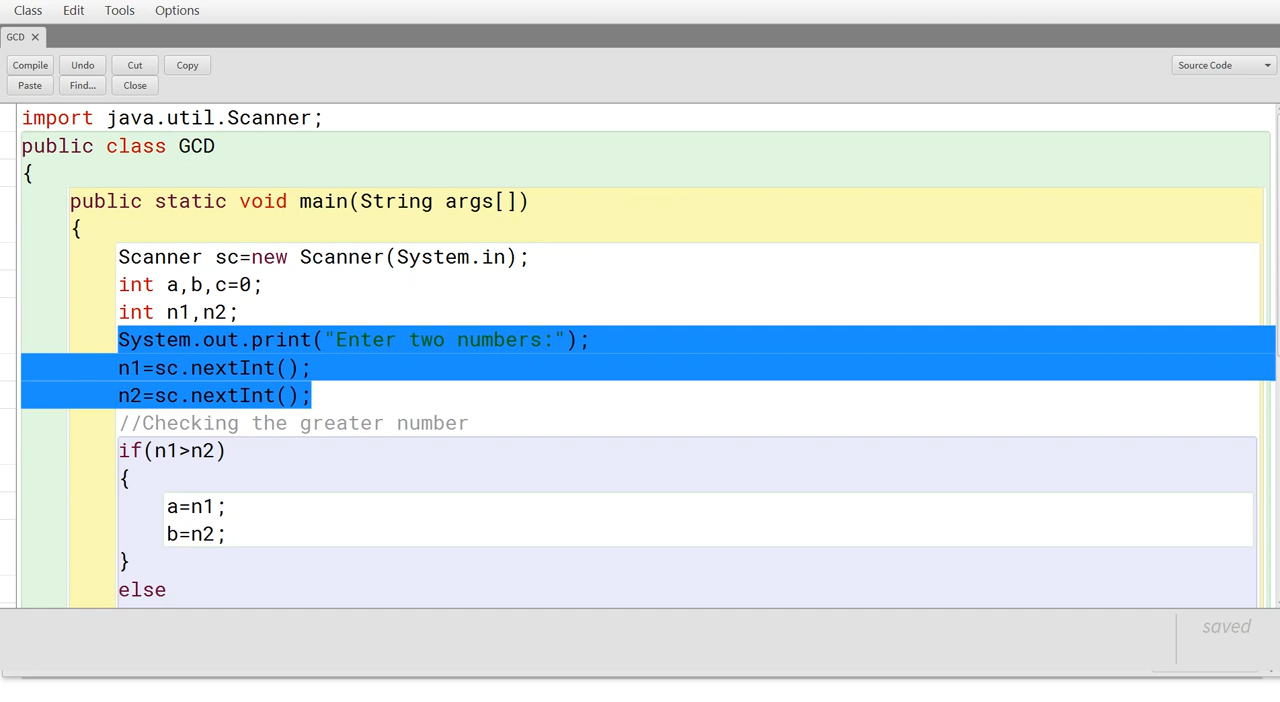 Class Edit Tools Options
GCD ✕
Compile Undo Cut Copy
Source Code
Paste Find... Close
import java.util.Scanner;
public class GCD
{
public static void main(String args[])
{
Scanner sc=new Scanner(System.in);
int a,b,c=0;
int n1,n2;
System.out.print("Enter two numbers:");
n1=sc.nextInt();
n2=sc.nextInt();
//Checking the greater number
if(n1>n2)
{
a=n1;
b=n2;
}
else
saved